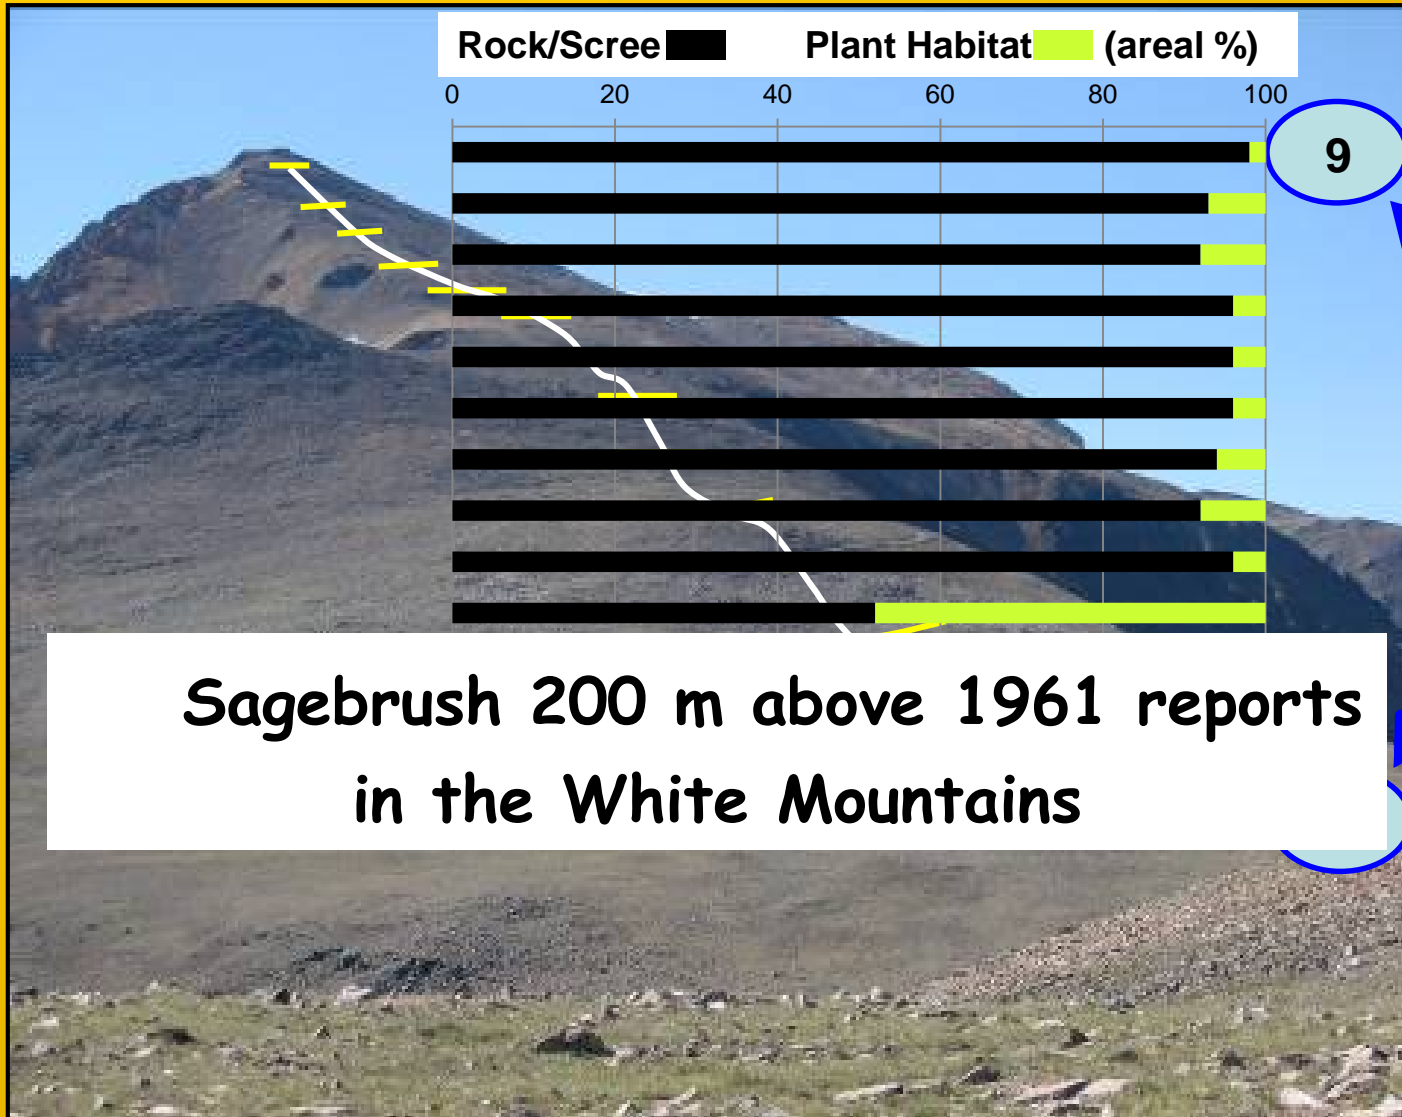 Rock/Scree Plant Habitat (areal %)
0 20 40 60 80 100
9
Sagebrush 200 m above 1961 reports
in the White Mountains